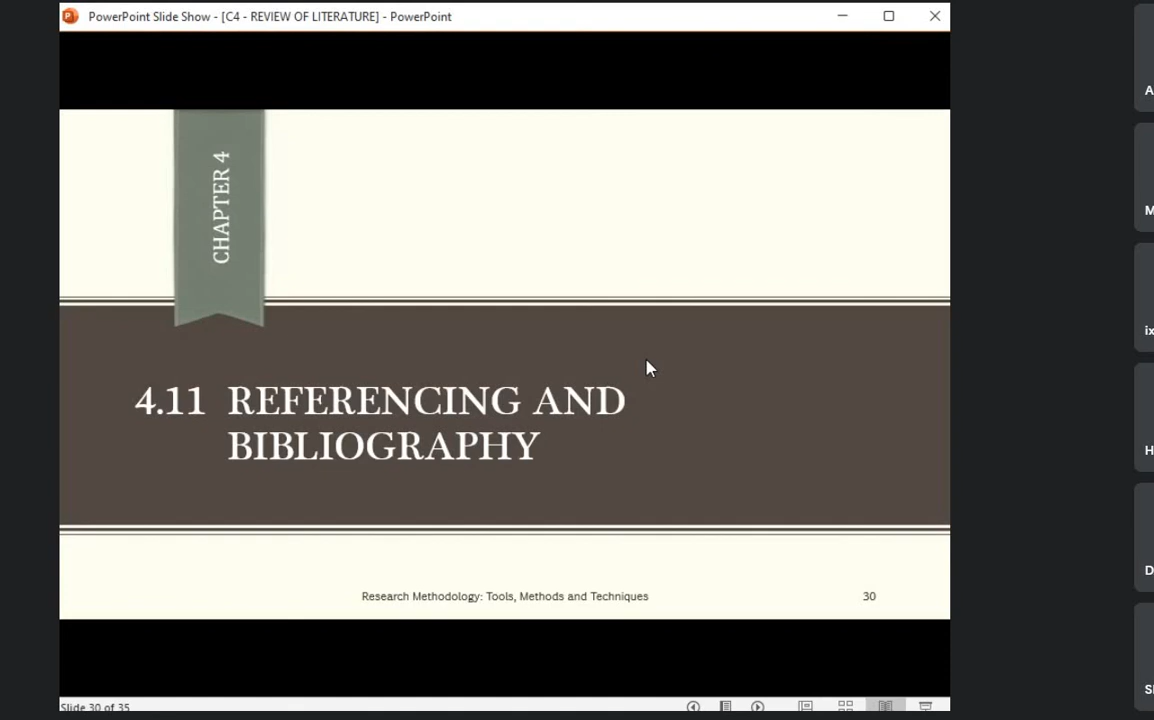 PowerPoint Slide Show - [C4 - REVIEW OF LITERATURE] - PowerPoint
CHAPTER 4
4.11 REFERENCING AND
BIBLIOGRAPHY
Research Methodology: Tools, Methods and Techniques
30
Slide 30 of 35
A
M
ix
H
D